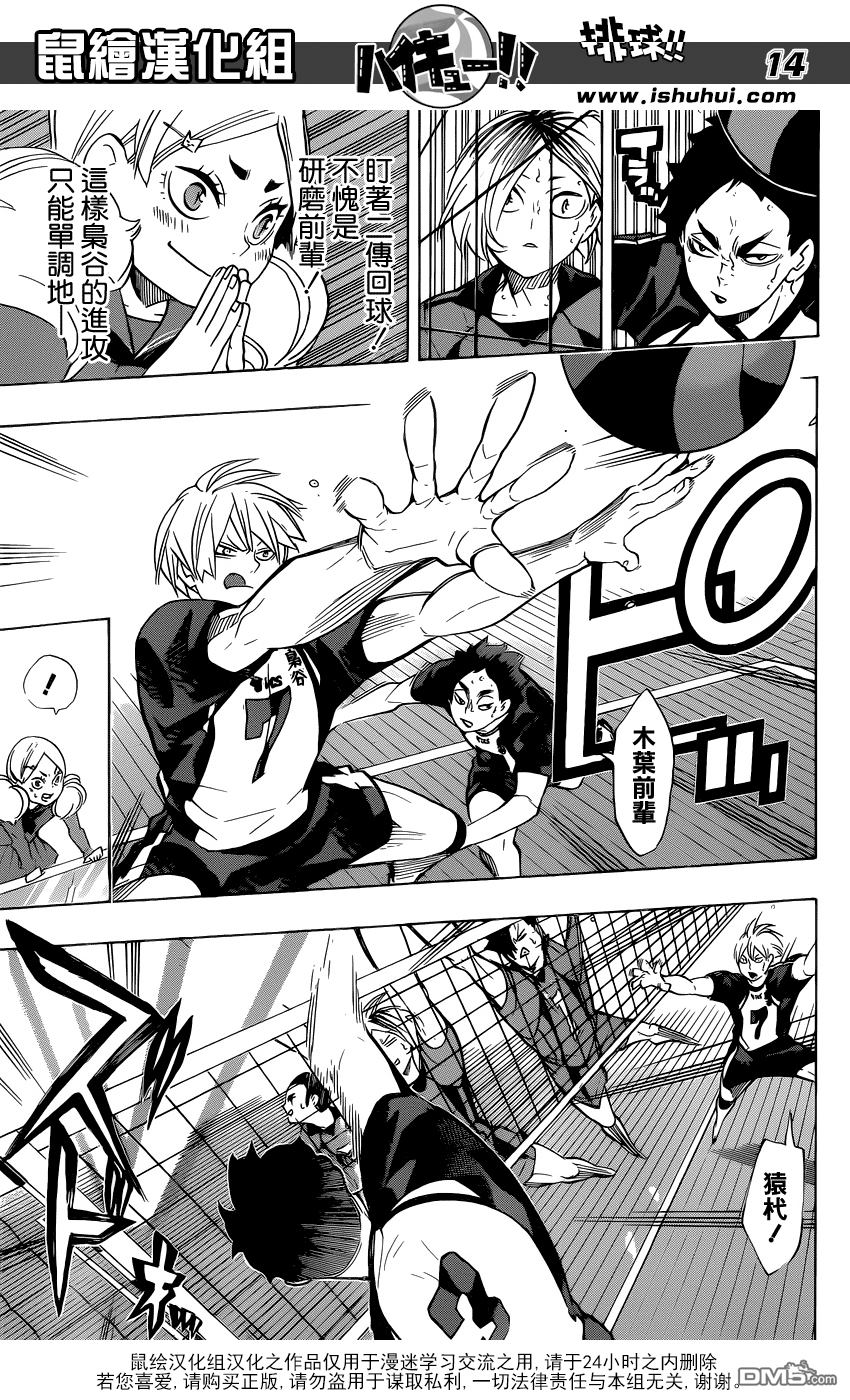 鼠繪漢化組
ハイキュー!!
排球!!
14
www.ishuhui.com
盯著二傳回球！
不愧是
研磨前輩！
這樣梟谷的進攻
只能單調地—
梟谷
7
木葉前輩
！
7
猿杙！
鼠绘汉化组汉化之作品仅用于漫迷学习交流之用, 请于24小时之内删除
若您喜爱, 请购买正版, 请勿盗用于谋取私利, 一切法律责任与本组无关, 谢谢。
DM5.com